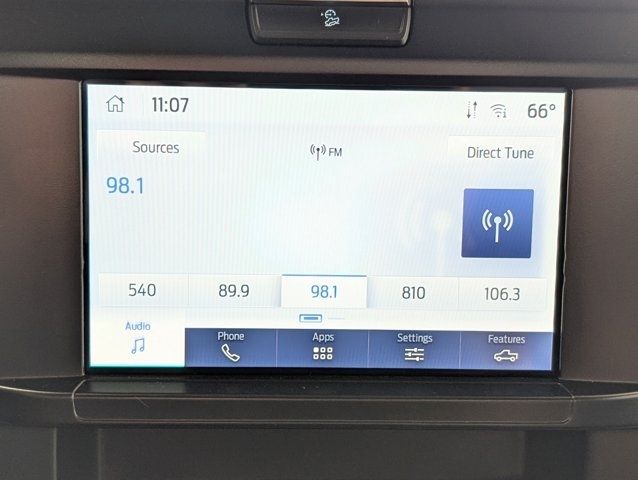 11:07 66°
Sources FM Direct Tune
98.1
540 89.9 98.1 810 106.3
Audio Phone Apps Settings Features